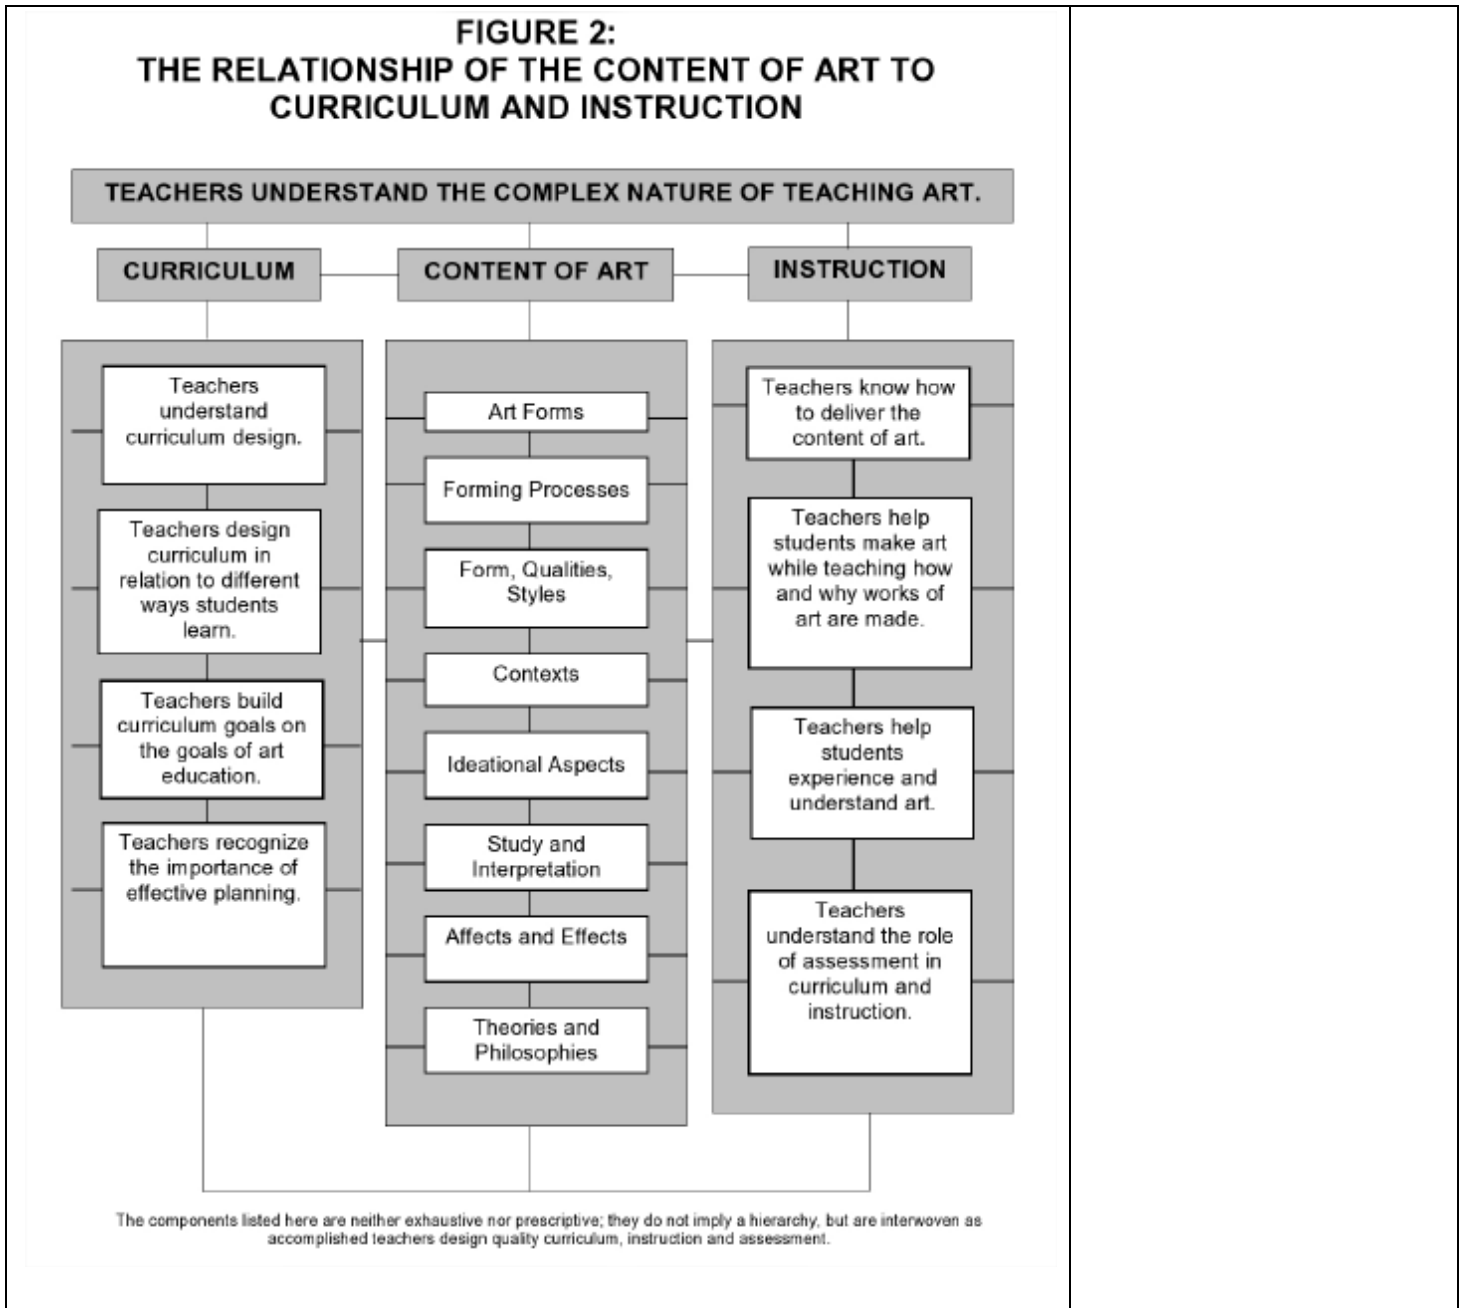 FIGURE 2:
THE RELATIONSHIP OF THE CONTENT OF ART TO
CURRICULUM AND INSTRUCTION
TEACHERS UNDERSTAND THE COMPLEX NATURE OF TEACHING ART.
CURRICULUM
CONTENT OF ART
INSTRUCTION
Teachers
understand
curriculum design.
Teachers design
curriculum in
relation to different
ways students
learn.
Teachers build
curriculum goals on
the goals of art
education.
Teachers recognize
the importance of
effective planning.
Art Forms
Forming Processes
Form, Qualities,
Styles
Contexts
Ideational Aspects
Study and
Interpretation
Affects and Effects
Theories and
Philosophies
Teachers know how
to deliver the
content of art.
Teachers help
students make art
while teaching how
and why works of
art are made.
Teachers help
students
experience and
understand art.
Teachers
understand the role
of assessment in
curriculum and
instruction.
The components listed here are neither exhaustive nor prescriptive; they do not imply a hierarchy, but are interwoven as
accomplished teachers design quality curriculum, instruction and assessment.